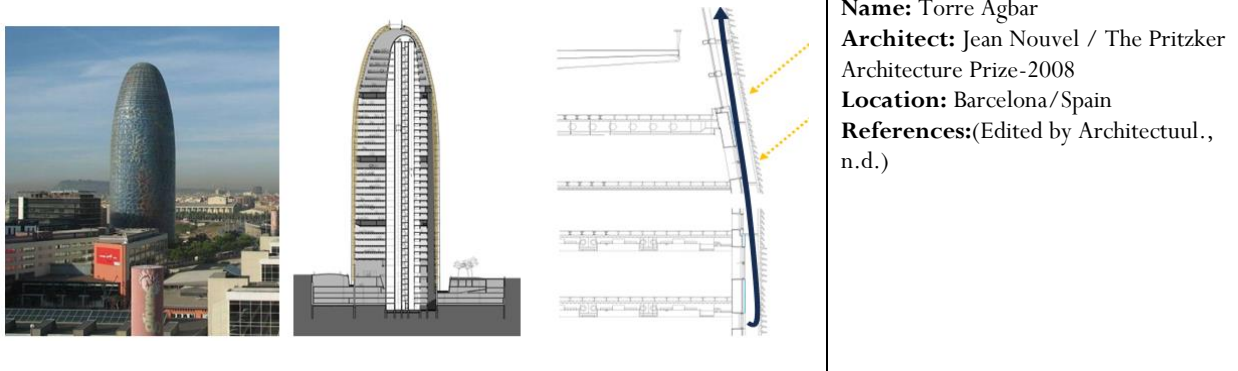 Name: Torre Agbar
Architect: Jean Nouvel / The Pritzker
Architecture Prize-2008
Location: Barcelona/Spain
References:(Edited by Architectuul.,
n.d.)